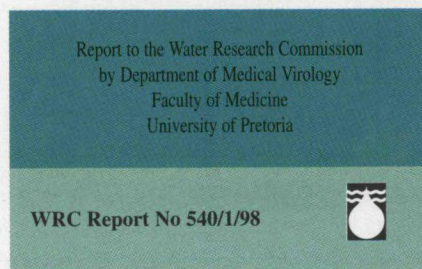 Report to the Water Research Commission
by Department of Medical Virology
Faculty of Medicine
University of Pretoria
WRC Report No 540/1/98